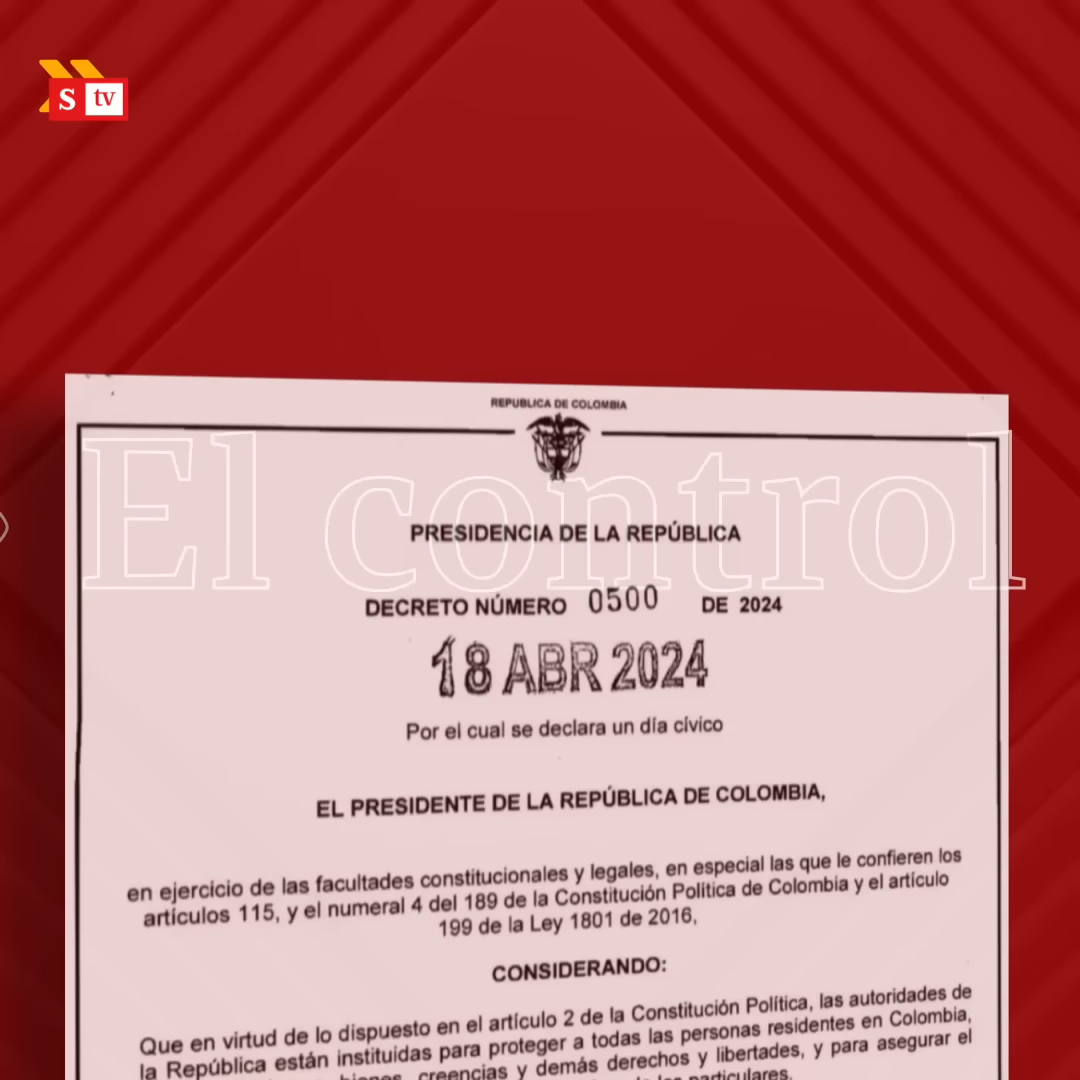 S tv
El control
REPUBLICA DE COLOMBIA
PRESIDENCIA DE LA REPÚBLICA
DECRETO NÚMERO 0500 DE 2024
18 ABR 2024
Por el cual se declara un día cívico
EL PRESIDENTE DE LA REPÚBLICA DE COLOMBIA,
en ejercicio de las facultades constitucionales y legales, en especial las que le confieren los
artículos 115, y el numeral 4 del 189 de la Constitución Política de Colombia y el artículo
199 de la Ley 1801 de 2016,
CONSIDERANDO:
Que en virtud de lo dispuesto en el artículo 2 de la Constitución Política, las autoridades de
la República están instituidas para proteger a todas las personas residentes en Colombia,
creencias y demás derechos y libertades, y para asegurar el
particulares.